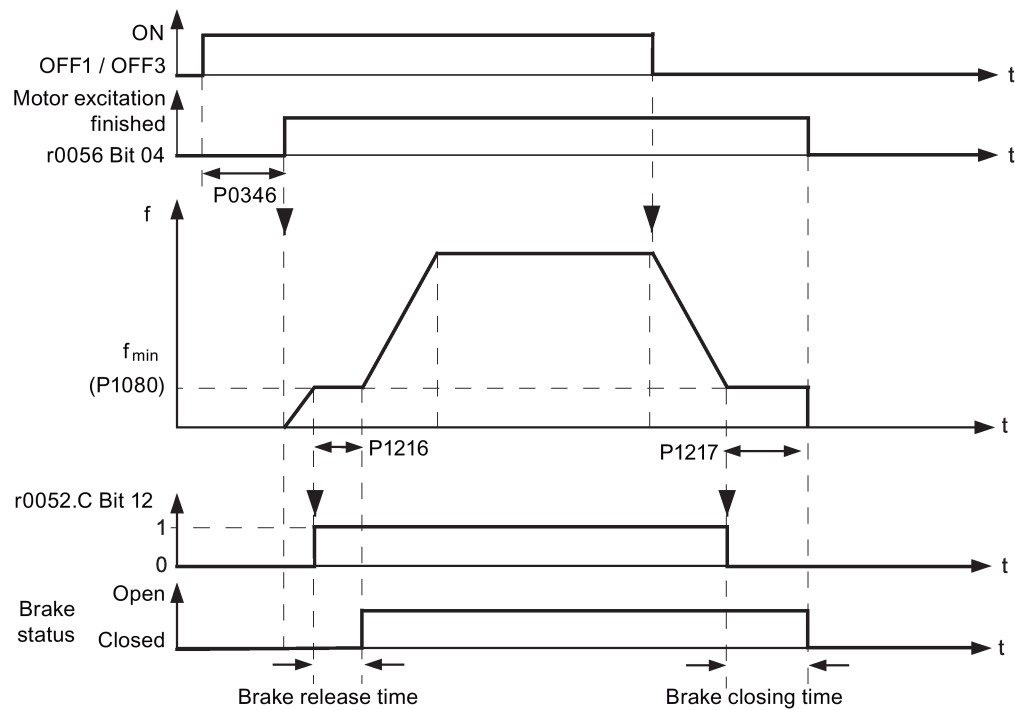 ON
OFF1 / OFF3
t
Motor excitation
finished
r0056 Bit 04
t
P0346
f
fmin
(P1080)
t
P1216
P1217
r0052.C Bit 12
1
0
t
Open
Brake
status
Closed
t
Brake release time
Brake closing time